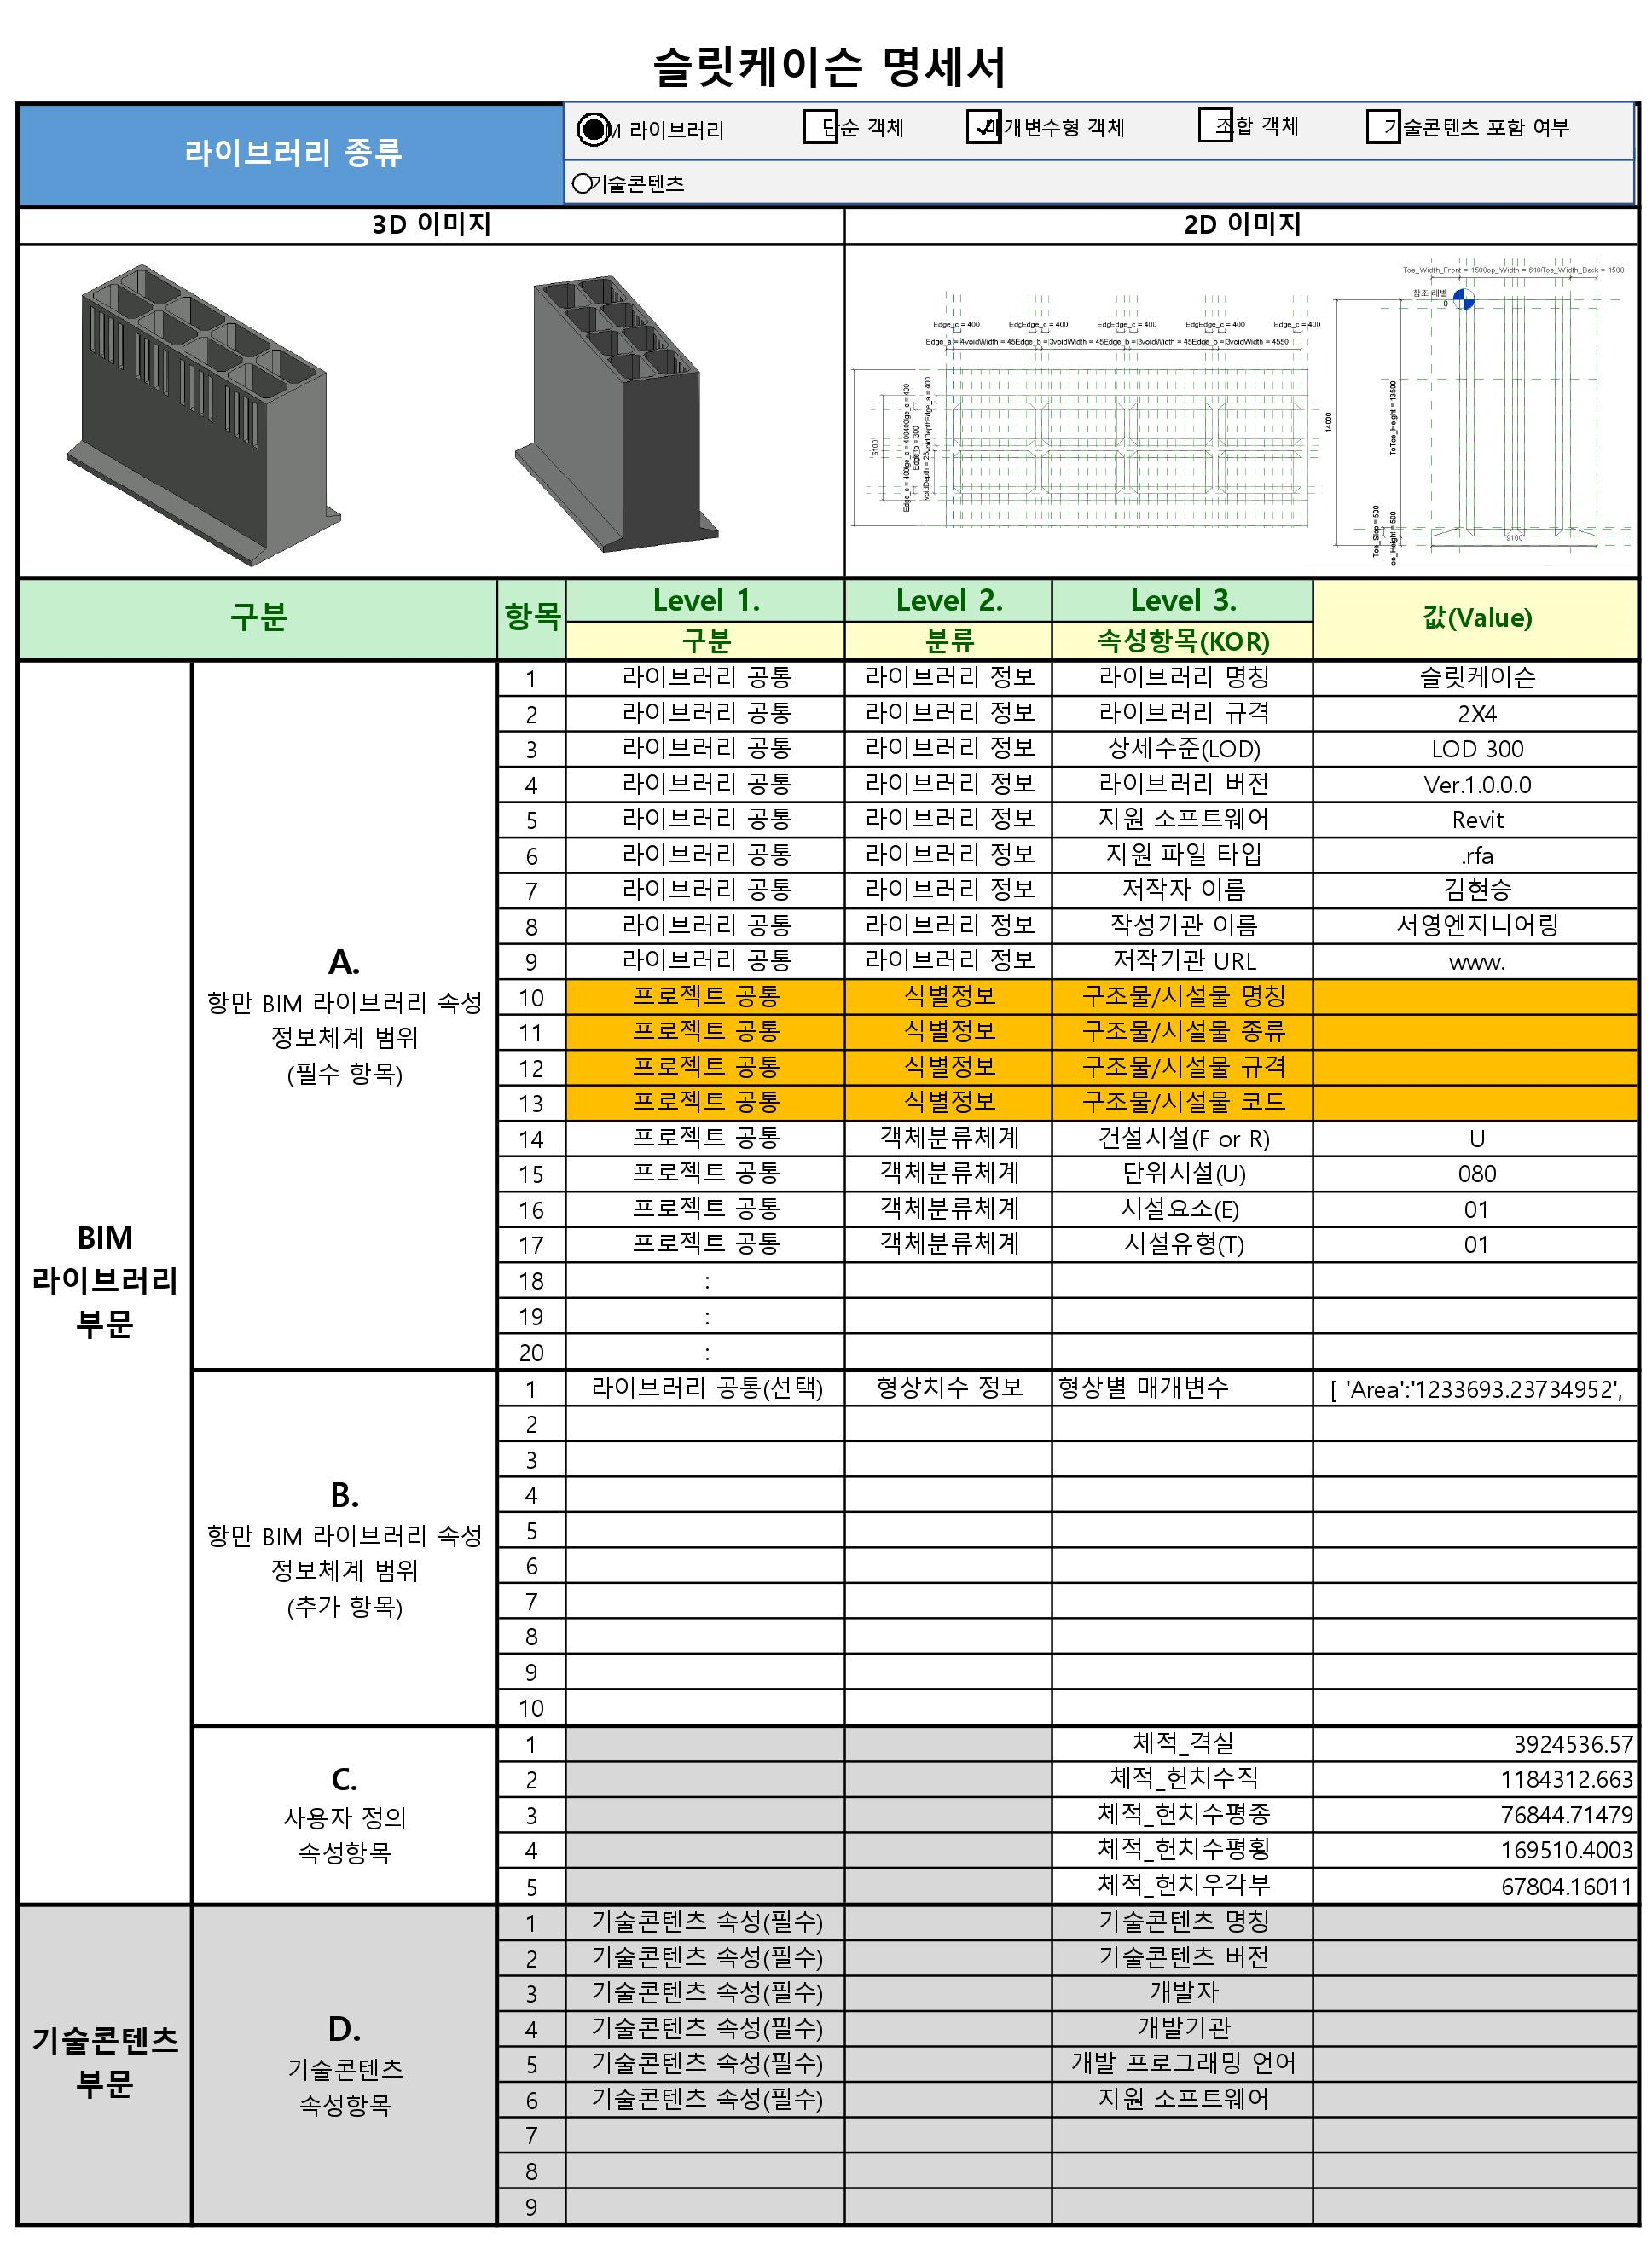 슬릿케이슨 명세서
라이브러리 종류
라이브러리 단순 객체 매개변수형 객체 조합 객체 기술콘텐츠 포함 여부
기술콘텐츠
3D 이미지 2D 이미지
Toe_Width_Front = 1500 = 610 Toe_Width_Back = 1500
참조 레벨
0
Edge_c = 400 Edge_c = 400 Edge_c = 400 Edge_c = 400 Edge_c = 400
6100
14000
Toe_Height = 13500
Toe_Slop = 500
9100
구분 항목 Level 1. Level 2. Level 3. 값(Value)
구분 분류 속성항목(KOR)
BIM
라이브러리
부문
A.
항만 BIM 라이브러리 속성
정보체계 범위
(필수 항목)
1 라이브러리 공통 라이브러리 정보 라이브러리 명칭 슬릿케이슨
2 라이브러리 공통 라이브러리 정보 라이브러리 규격 2X4
3 라이브러리 공통 라이브러리 정보 상세수준(LOD) LOD 300
4 라이브러리 공통 라이브러리 정보 라이브러리 버전 Ver.1.0.0.0
5 라이브러리 공통 라이브러리 정보 지원 소프트웨어 Revit
6 라이브러리 공통 라이브러리 정보 지원 파일 타입 .rfa
7 라이브러리 공통 라이브러리 정보 저작자 이름 김현승
8 라이브러리 공통 라이브러리 정보 작성기관 이름 서영엔지니어링
9 라이브러리 공통 라이브러리 정보 저작기관 URL www.
10 프로젝트 공통 식별정보 구조물/시설물 명칭
11 프로젝트 공통 식별정보 구조물/시설물 종류
12 프로젝트 공통 식별정보 구조물/시설물 규격
13 프로젝트 공통 식별정보 구조물/시설물 코드
14 프로젝트 공통 객체분류체계 건설시설(F or R) U
15 프로젝트 공통 객체분류체계 단위시설(U) 080
16 프로젝트 공통 객체분류체계 시설요소(E) 01
17 프로젝트 공통 객체분류체계 시설유형(T) 01
18 :
19 :
20 :
B.
항만 BIM 라이브러리 속성
정보체계 범위
(추가 항목)
1 라이브러리 공통(선택) 형상치수 정보 형상별 매개변수 [ 'Area':'1233693.23734952',
2
3
4
5
6
7
8
9
10
C.
사용자 정의
속성항목
1 체적_격실 3924536.57
2 체적_헌치수직 1184312.663
3 체적_헌치수평종 76844.71479
4 체적_헌치수평횡 169510.4003
5 체적_헌치우각부 67804.16011
기술콘텐츠
부문
D.
기술콘텐츠
속성항목
1 기술콘텐츠 속성(필수) 기술콘텐츠 명칭
2 기술콘텐츠 속성(필수) 기술콘텐츠 버전
3 기술콘텐츠 속성(필수) 개발자
4 기술콘텐츠 속성(필수) 개발기관
5 기술콘텐츠 속성(필수) 개발 프로그래밍 언어
6 기술콘텐츠 속성(필수) 지원 소프트웨어
7
8
9